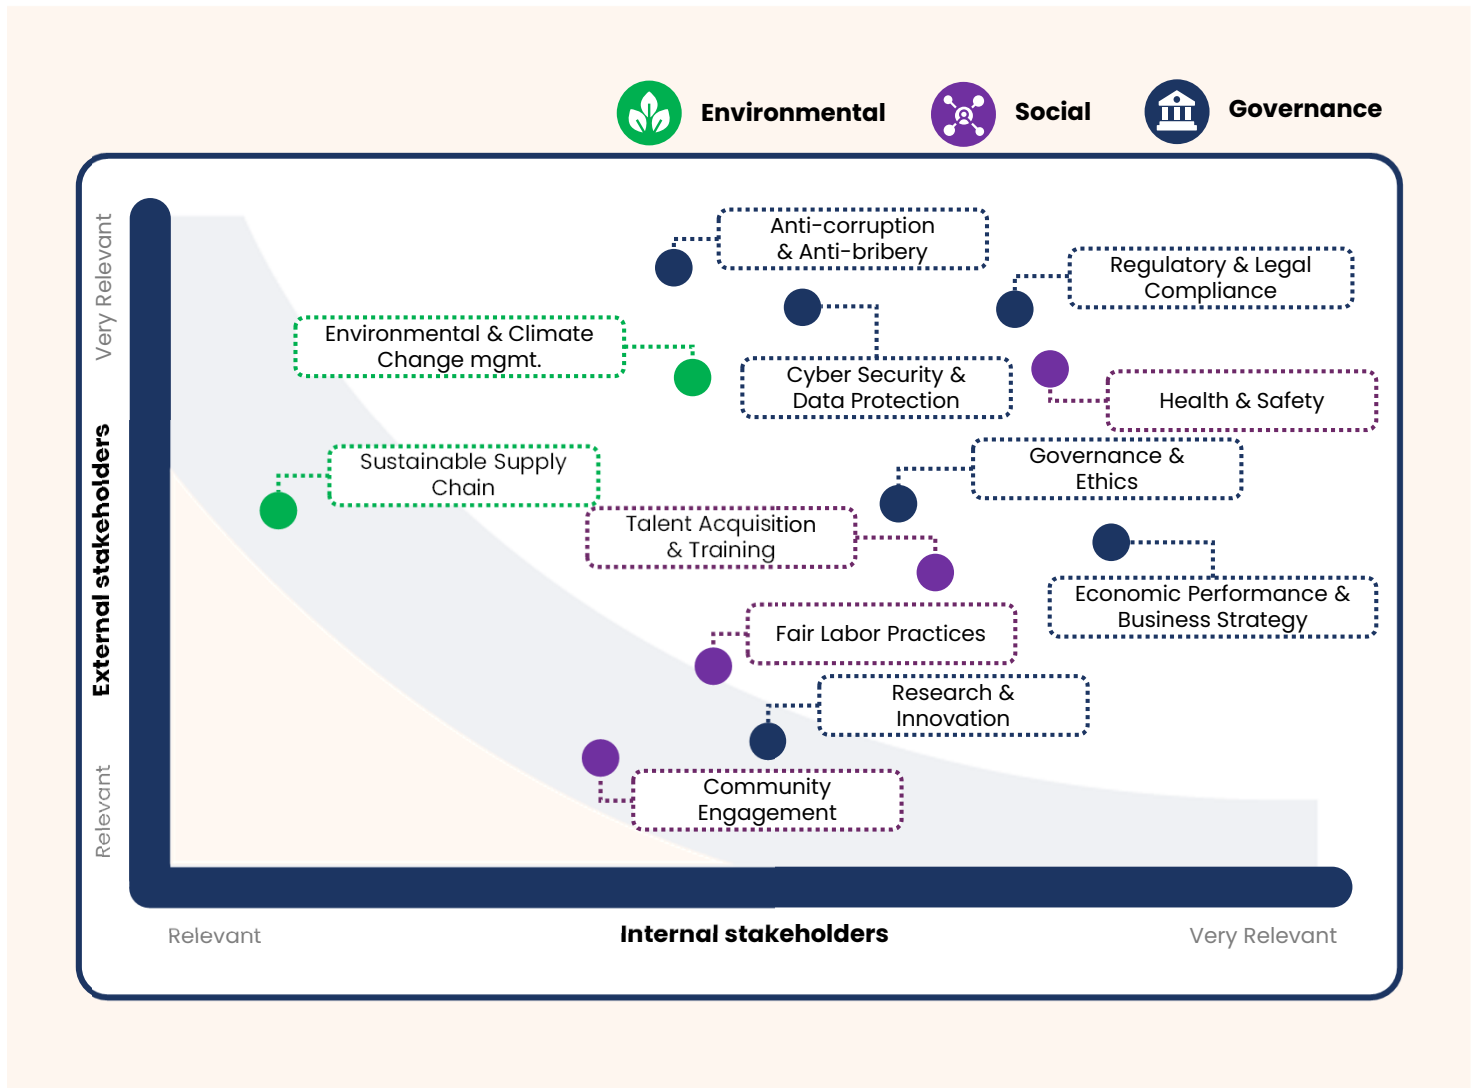 Environmental
Social
Governance
Very Relevant
External stakeholders
Relevant
Anti-corruption
& Anti-bribery
Regulatory & Legal
Compliance
Environmental & Climate
Change mgmt.
Cyber Security &
Data Protection
Health & Safety
Governance &
Ethics
Sustainable Supply
Chain
Talent Acquisition
& Training
Economic Performance &
Business Strategy
Fair Labor Practices
Research &
Innovation
Community
Engagement
Relevant
Internal stakeholders
Very Relevant